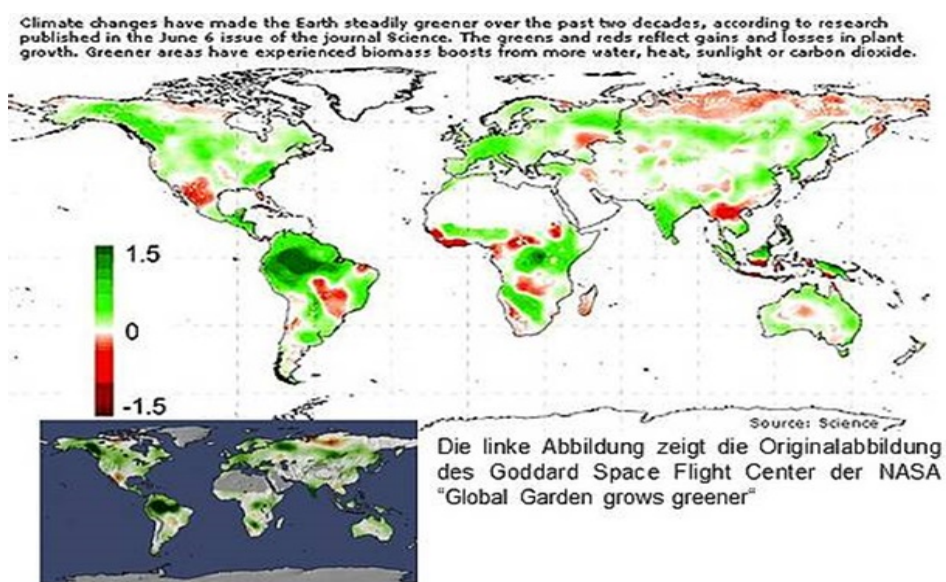 Climate changes have made the Earth steadily greener over the past two decades, according to research
published in the June 6 issue of the journal Science. The greens and reds reflect gains and losses in plant
growth. Greener areas have experienced biomass boosts from more water, heat, sunlight or carbon dioxide.
1.5
0
-1.5
Source: Science
Die linke Abbildung zeigt die Originalabbildung
des Goddard Space Flight Center der NASA
"Global Garden grows greener"